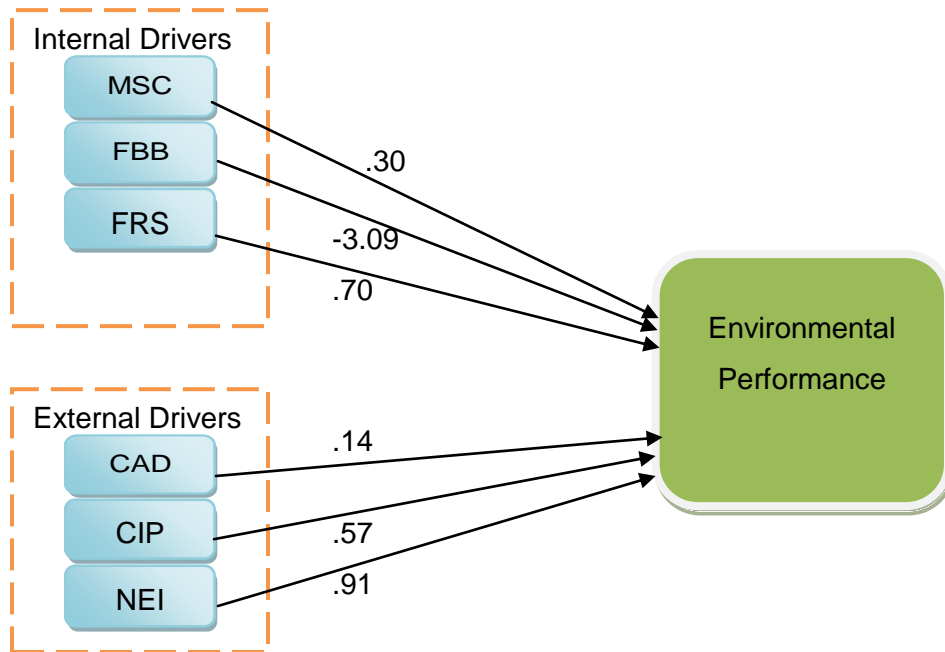 Internal Drivers
MSC
FBB
FRS
.30
-3.09
.70
Environmental
Performance
External Drivers
CAD
CIP
NEI
.14
.57
.91